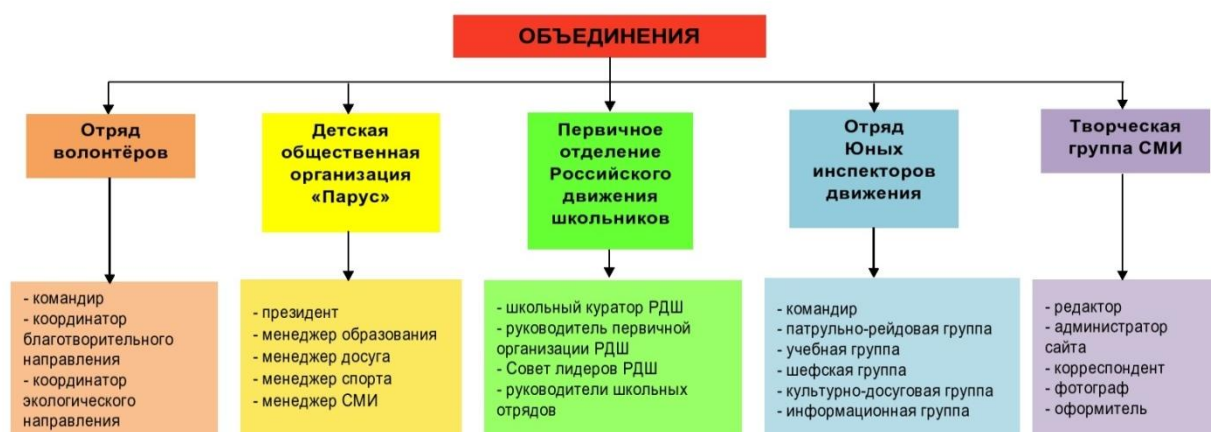 ОБЪЕДИНЕНИЯ
Отряд
волонтёров
Детская
общественная
организация
«Парус»
Первичное
отделение
Российского
движения
школьников
Отряд
Юных
инспекторов
движения
Творческая
группа СМИ
- командир
- координатор
благотворительного
направления
- координатор
экологического
направления
- президент
- менеджер образования
- менеджер досуга
- менеджер спорта
- менеджер СМИ
- школьный куратор РДШ
- руководитель первичной
организации РДШ
- Совет лидеров РДШ
- руководители школьных
отрядов
- командир
- патрульно-рейдовая группа
- учебная группа
- шефская группа
- культурно-досуговая группа
- информационная группа
- редактор
- администратор
сайта
- корреспондент
- фотограф
- оформитель